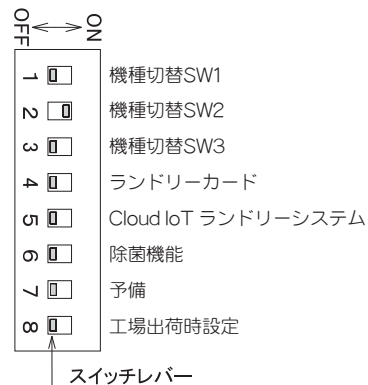 OFF ON
1 機種切替SW1
2 機種切替SW2
3 機種切替SW3
4 ランドリーカード
5 Cloud IoT ランドリーシステム
6 除菌機能
7 予備
8 工場出荷時設定
スイッチレバー